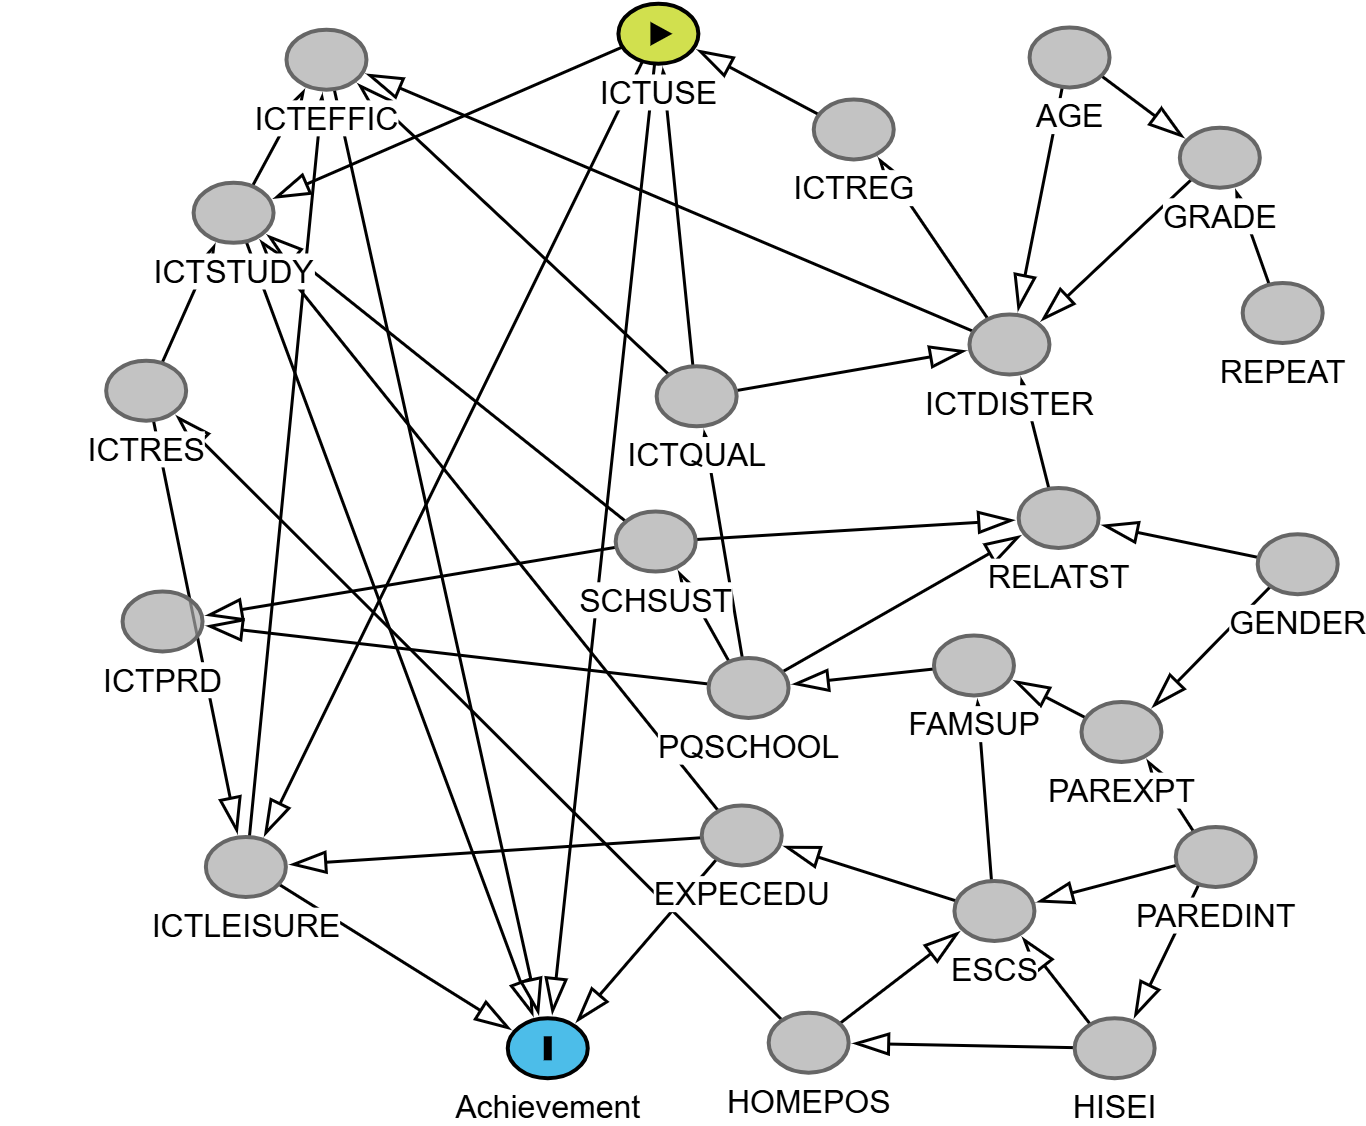 ICTUSE
AGE
ICTEFFIC
ICTREG
GRADE
ICTSTUDY
REPEAT
ICTDISTER
ICTRES
ICTQUAL
RELATST
SCHSUST
GENDER
ICTPRD
FAMSUP
PQSCHOOL
PAREXPT
EXPECEDU
PAREDINT
ICTLEISURE
ESCS
HOMEPOS
Achievement
HISEI